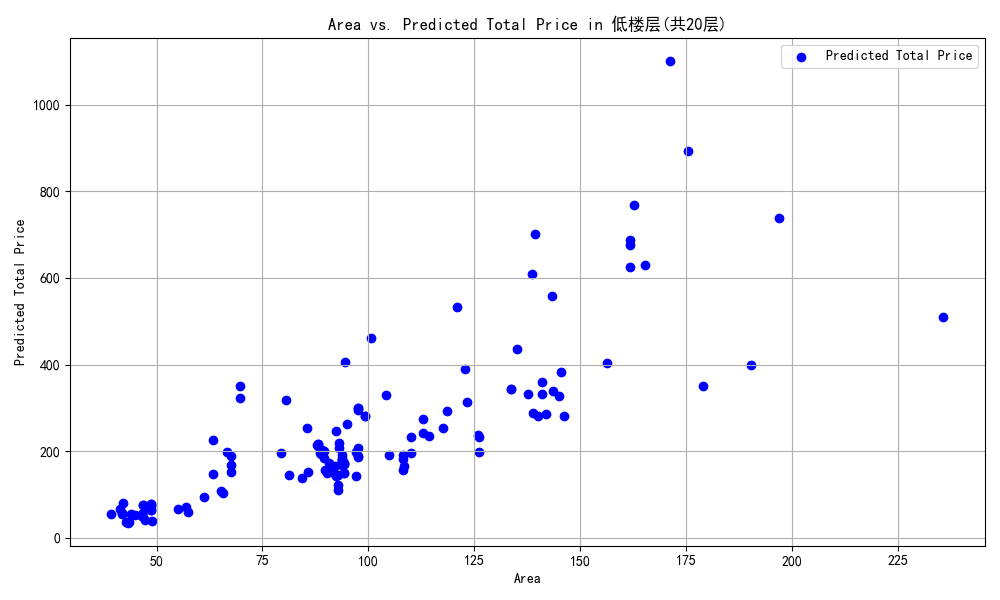 Area vs. Predicted Total Price in 低楼层(共20层)
Predicted Total Price
1000
800
600
400
200
0
Predicted Total Price
50 75 100 125 150 175 200 225
Area